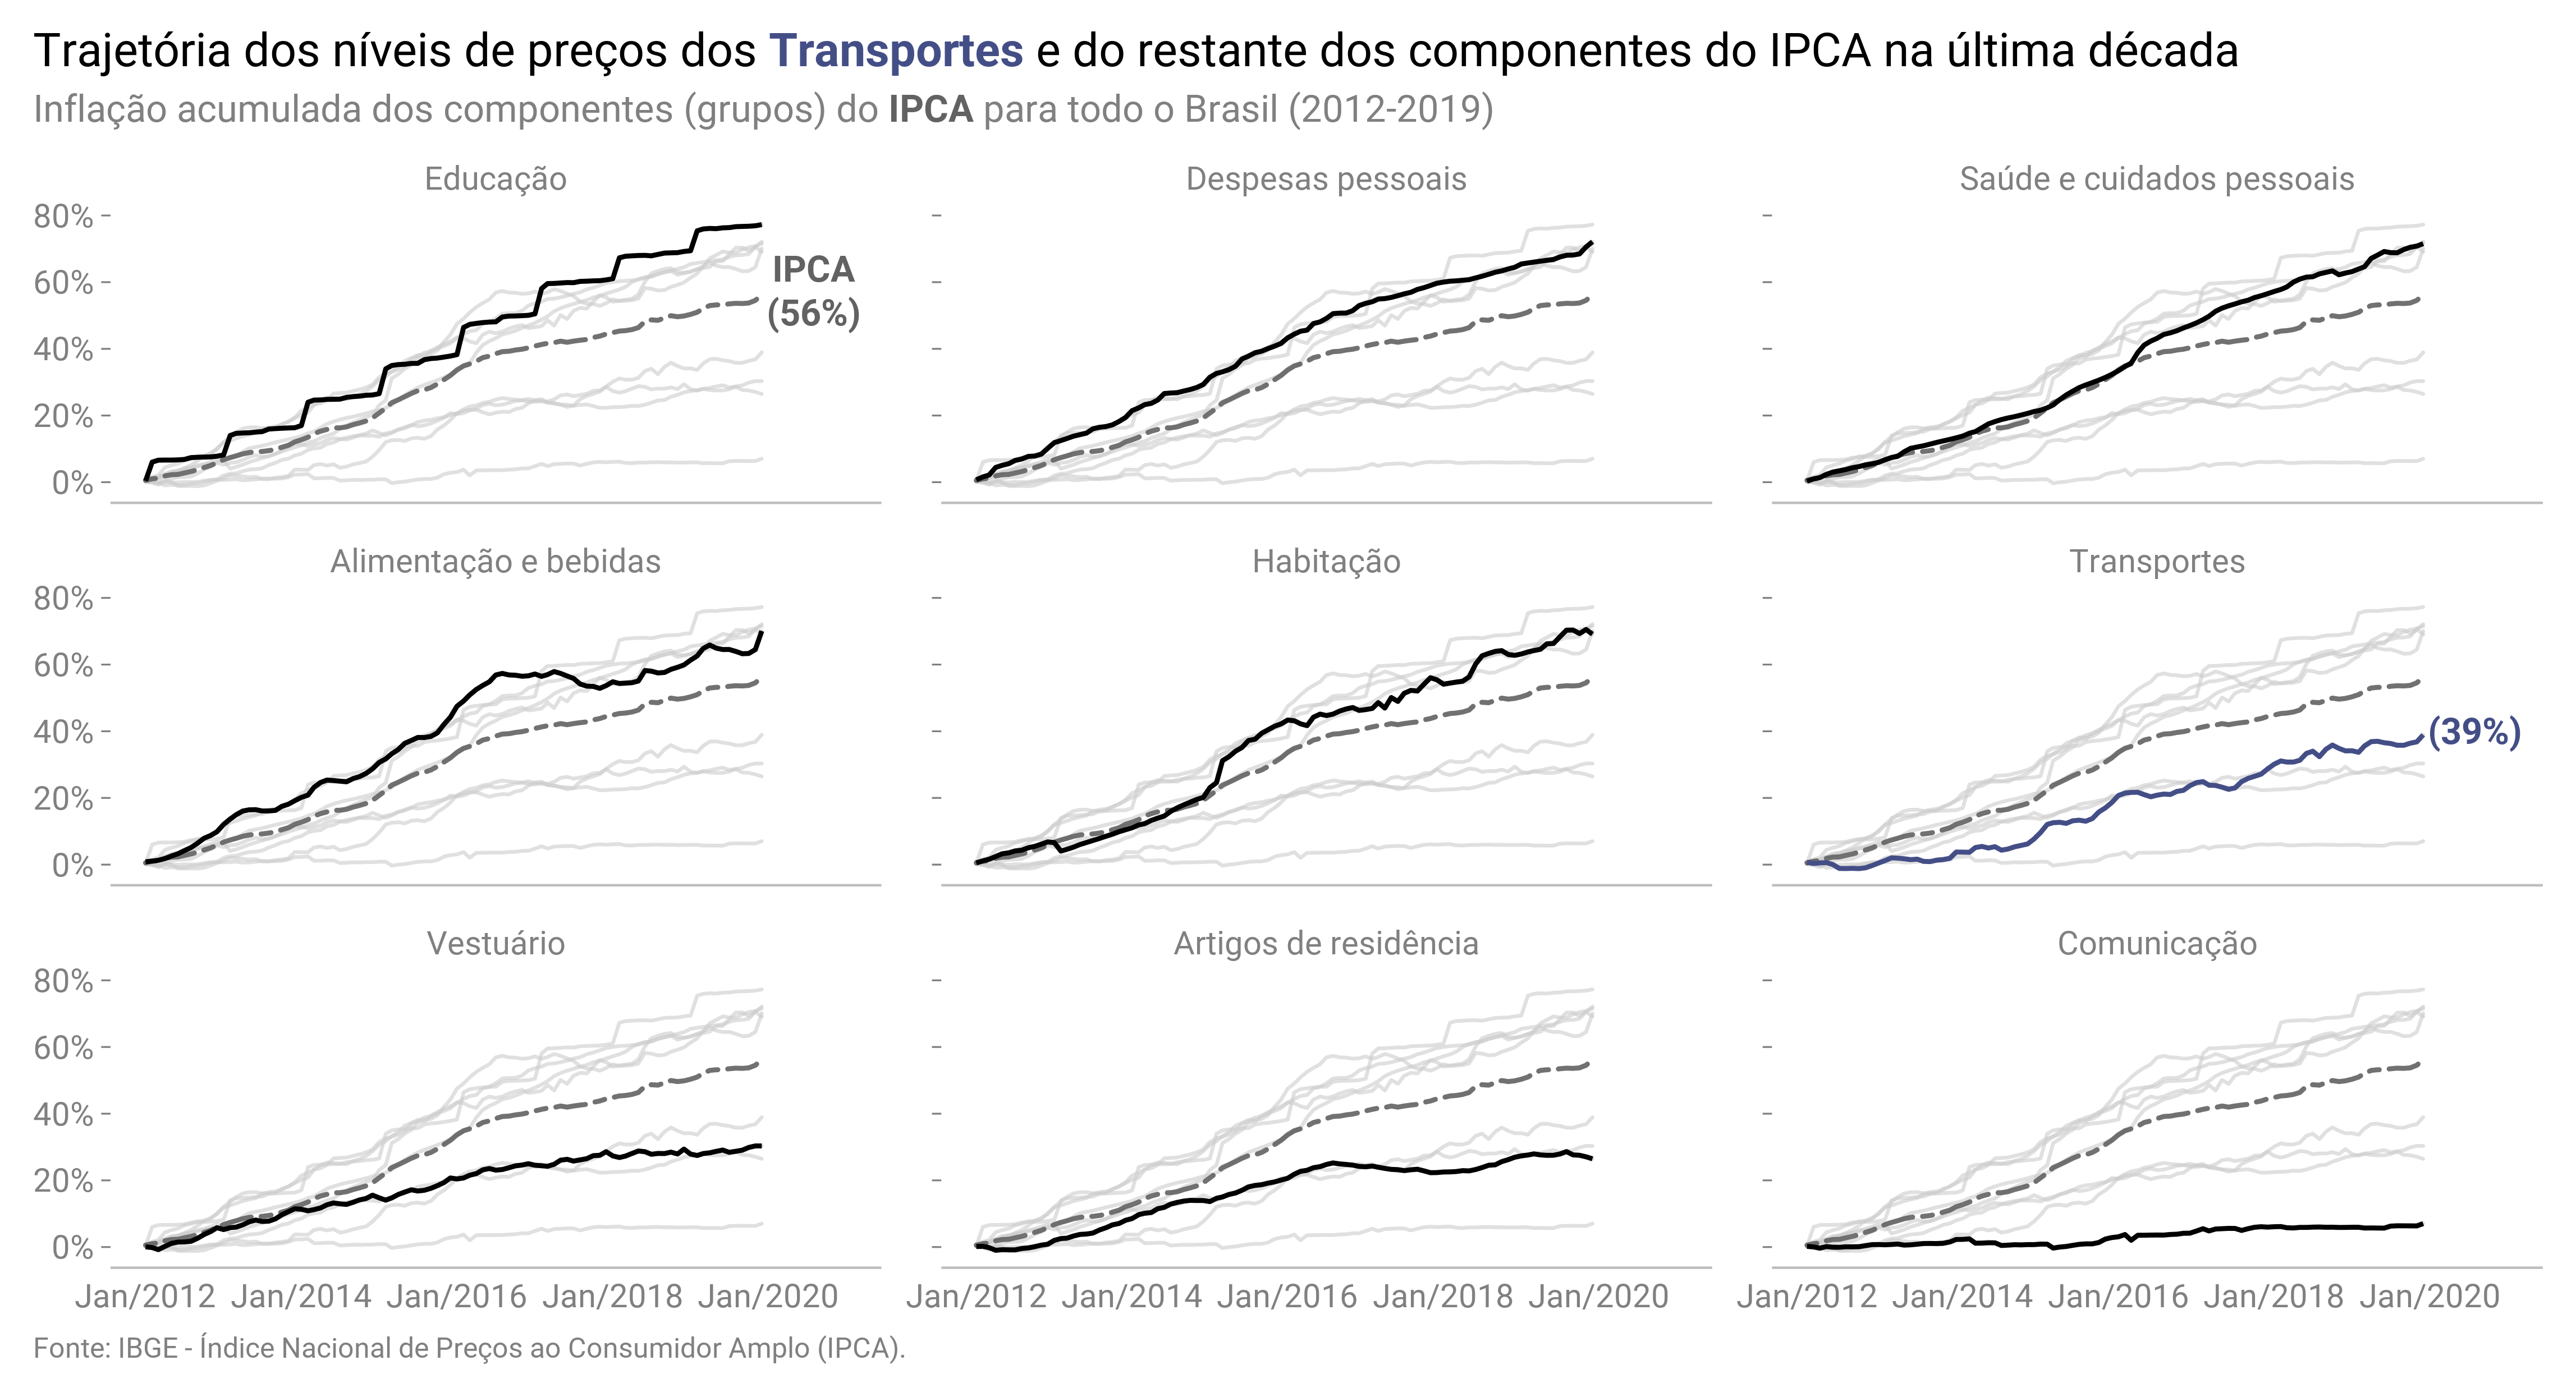 Trajetória dos níveis de preços dos Transportes e do restante dos componentes do IPCA na última década
Inflação acumulada dos componentes (grupos) do IPCA para todo o Brasil (2012-2019)
Educação
Despesas pessoais
Saúde e cuidados pessoais
80%
60%
40%
20%
0%
IPCA
(56%)
Alimentação e bebidas
Habitação
Transportes
80%
60%
40%
20%
0%
(39%)
Vestuário
Artigos de residência
Comunicação
80%
60%
40%
20%
0%
Jan/2012 Jan/2014 Jan/2016 Jan/2018 Jan/2020
Jan/2012 Jan/2014 Jan/2016 Jan/2018 Jan/2020
Jan/2012 Jan/2014 Jan/2016 Jan/2018 Jan/2020
Fonte: IBGE - Índice Nacional de Preços ao Consumidor Amplo (IPCA).